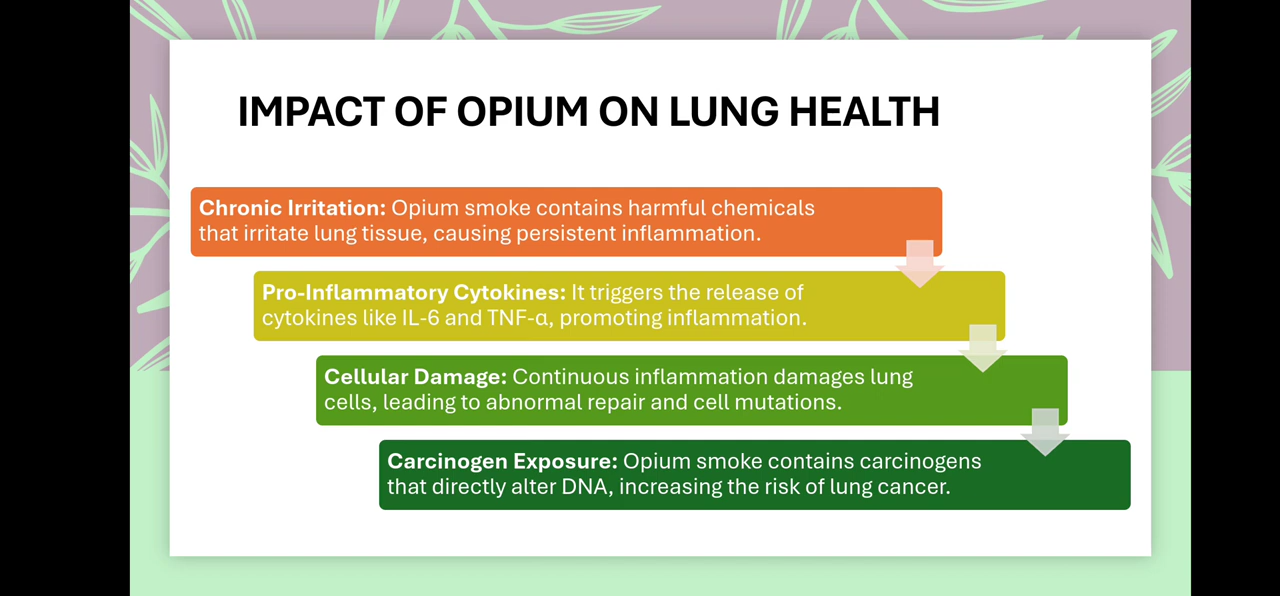 IMPACT OF OPIUM ON LUNG HEALTH
Chronic Irritation: Opium smoke contains harmful chemicals
that irritate lung tissue, causing persistent inflammation.
Pro-Inflammatory Cytokines: It triggers the release of
cytokines like IL-6 and TNF-α, promoting inflammation.
Cellular Damage: Continuous inflammation damages lung
cells, leading to abnormal repair and cell mutations.
Carcinogen Exposure: Opium smoke contains carcinogens
that directly alter DNA, increasing the risk of lung cancer.